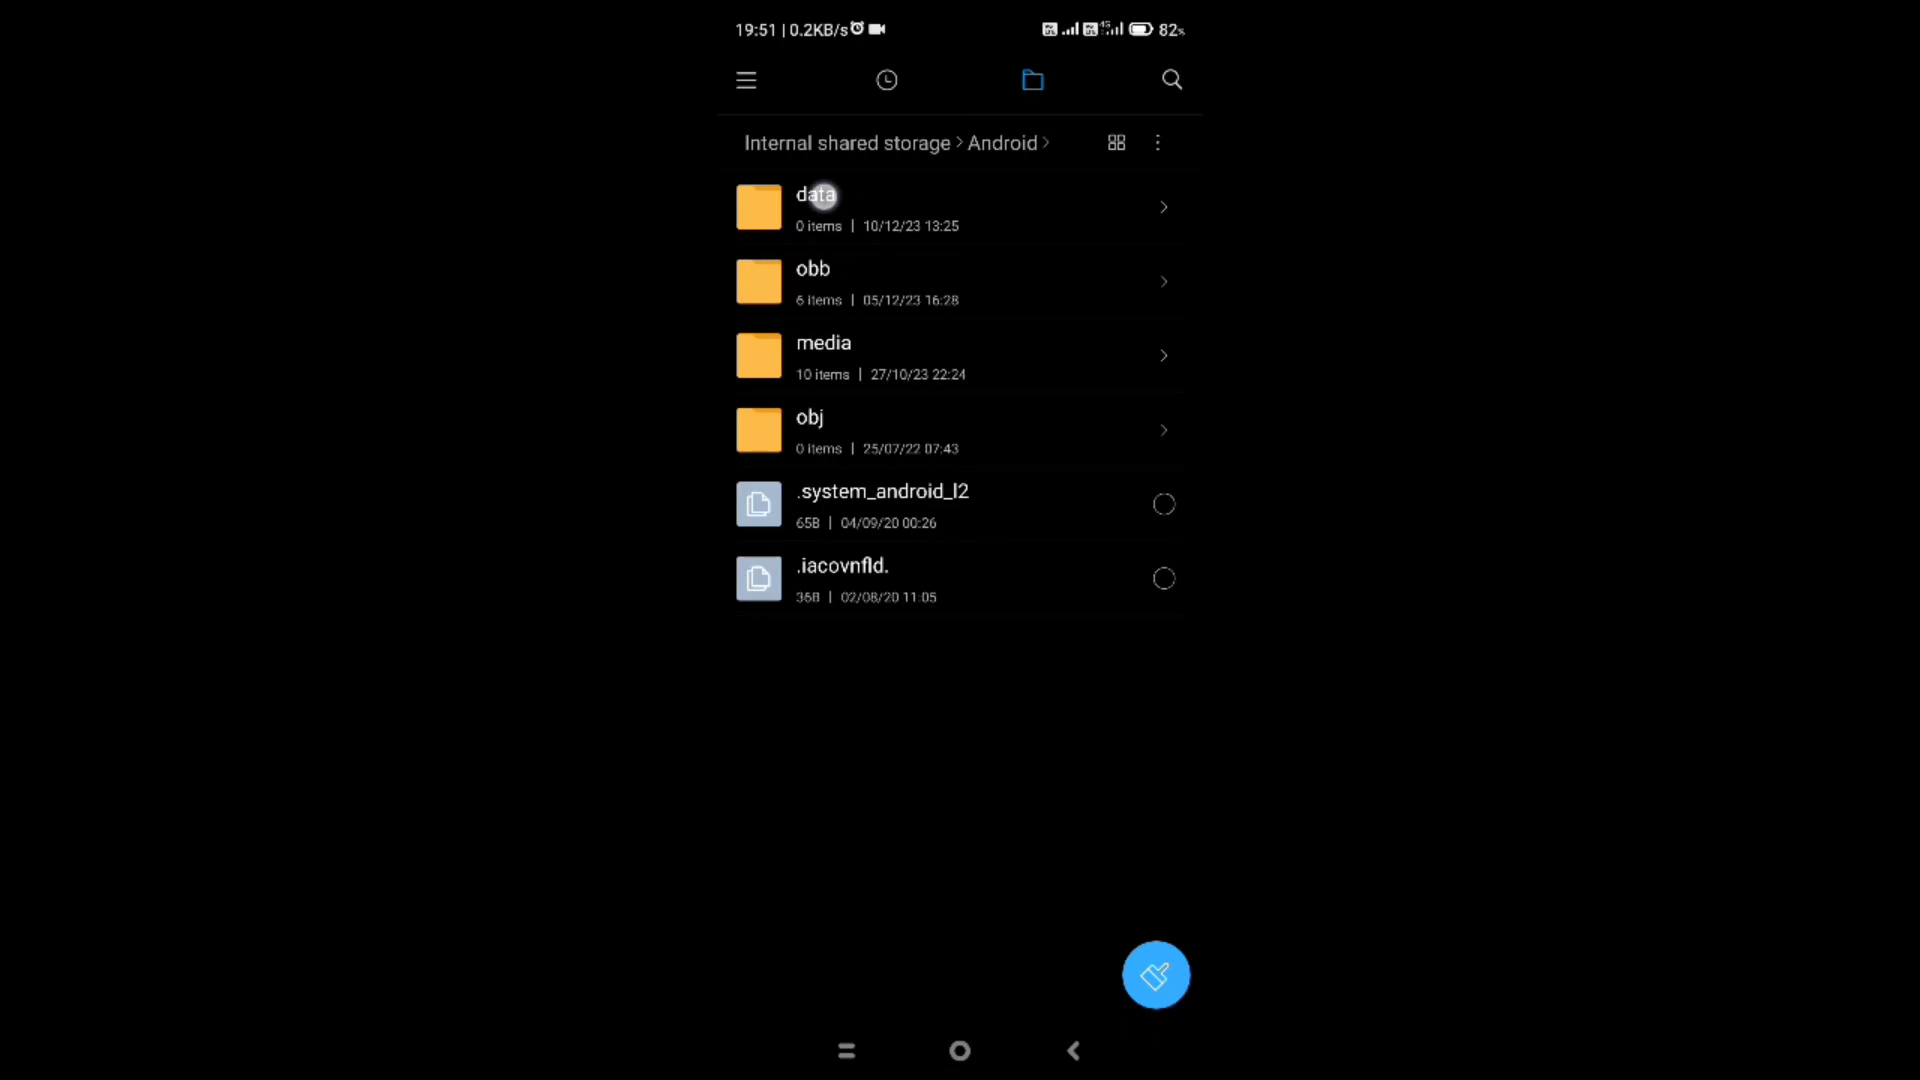 19:51 | 0.2KB/s 82%
Internal shared storage > Android >
data
0 items | 10/12/23 13:25
obb
6 items | 05/12/23 16:28
media
10 items | 27/10/23 22:24
obj
0 items | 25/07/22 07:43
.system_android_l2
65B | 04/09/20 00:26
.iacovnfld.
36B | 02/08/20 11:05